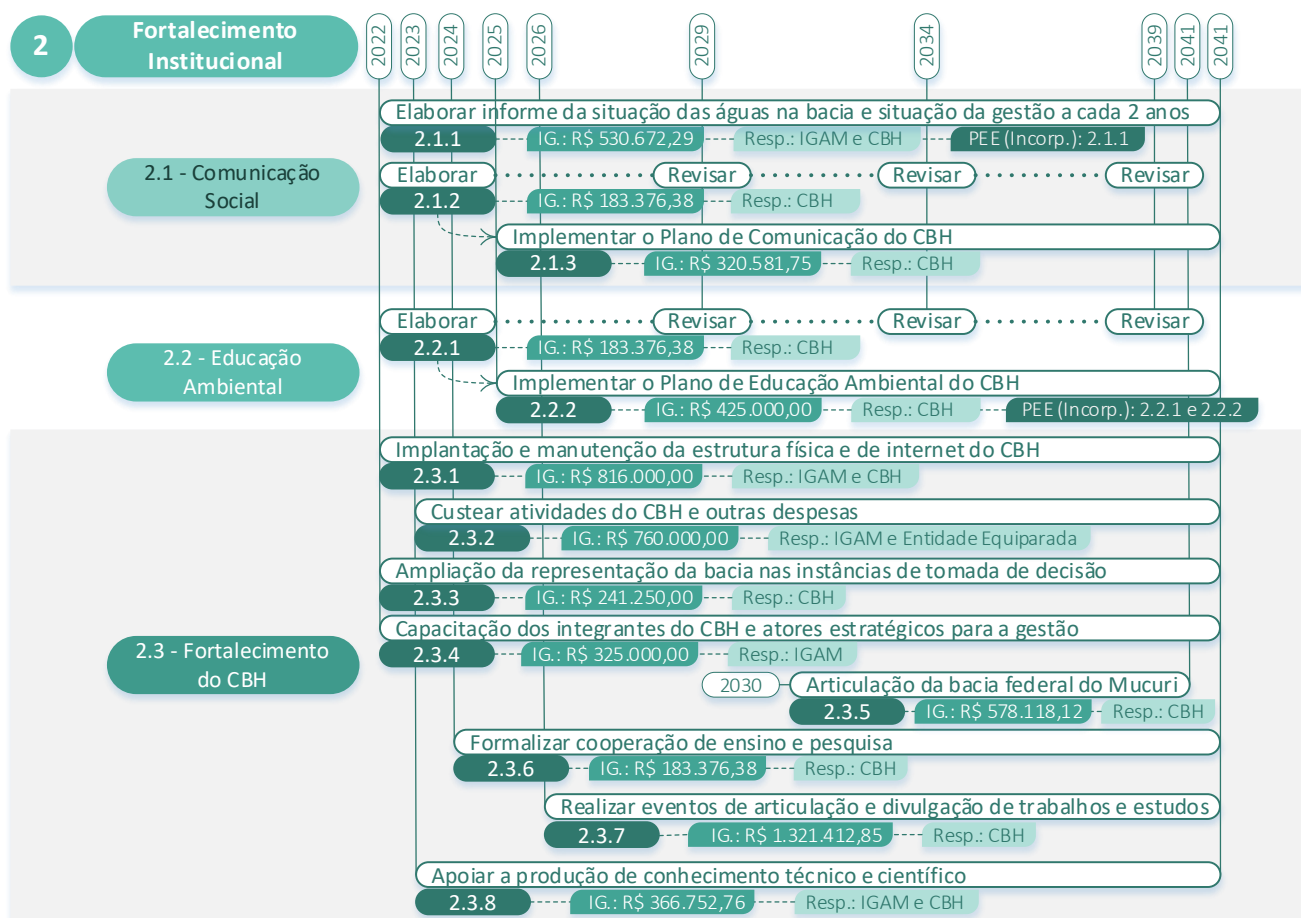 2
Fortalecimento
Institucional
2022
2023
2024
2025
2026
2029
2034
2039
2041
2041
2.1 - Comunicação
Social
Elaborar informe da situação das águas na bacia e situação da gestão a cada 2 anos
2.1.1 IG.: R$ 530.672,29 Resp.: IGAM e CBH PEE (Incorp.): 2.1.1
Elaborar Revisar Revisar Revisar
2.1.2 IG.: R$ 183.376,38 Resp.: CBH
Implementar o Plano de Comunicação do CBH
2.1.3 IG.: R$ 320.581,75 Resp.: CBH
2.2 - Educação
Ambiental
Elaborar Revisar Revisar Revisar
2.2.1 IG.: R$ 183.376,38 Resp.: CBH
Implementar o Plano de Educação Ambiental do CBH
2.2.2 IG.: R$ 425.000,00 Resp.: CBH PEE (Incorp.): 2.2.1 e 2.2.2
2.3 - Fortalecimento
do CBH
Implantação e manutenção da estrutura física e de internet do CBH
2.3.1 IG.: R$ 816.000,00 Resp.: IGAM e CBH
Custear atividades do CBH e outras despesas
2.3.2 IG.: R$ 760.000,00 Resp.: IGAM e Entidade Equiparada
Ampliação da representação da bacia nas instâncias de tomada de decisão
2.3.3 IG.: R$ 241.250,00 Resp.: CBH
Capacitação dos integrantes do CBH e atores estratégicos para a gestão
2.3.4 IG.: R$ 325.000,00 Resp.: IGAM
2030 Articulação da bacia federal do Mucuri
2.3.5 IG.: R$ 578.118,12 Resp.: CBH
Formalizar cooperação de ensino e pesquisa
2.3.6 IG.: R$ 183.376,38 Resp.: CBH
Realizar eventos de articulação e divulgação de trabalhos e estudos
2.3.7 IG.: R$ 1.321.412,85 Resp.: CBH
Apoiar a produção de conhecimento técnico e científico
2.3.8 IG.: R$ 366.752,76 Resp.: IGAM e CBH